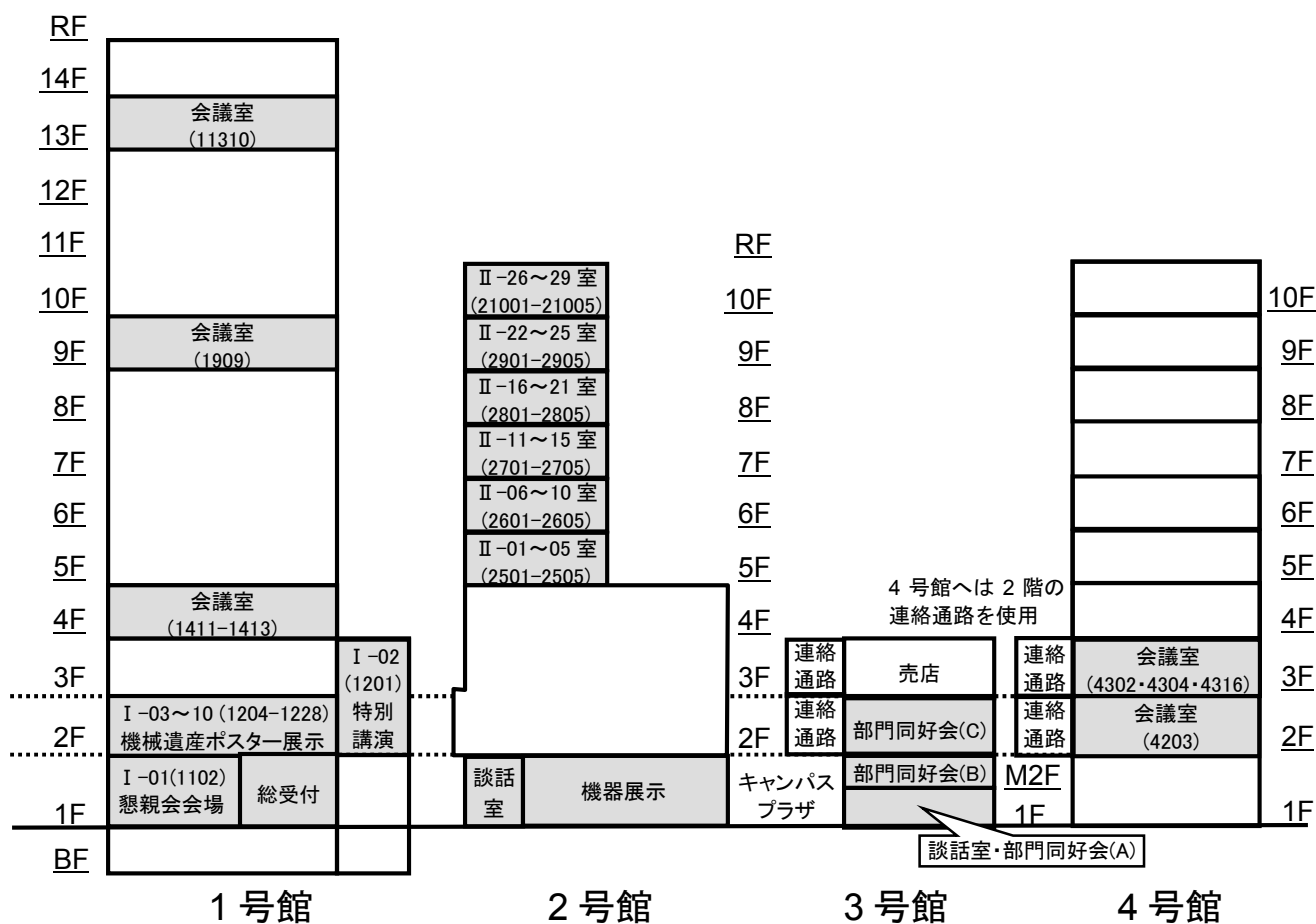 RF
14F
13F
12F
11F
10F
9F
8F
7F
6F
5F
4F
3F
2F
1F
BF
会議室
(11310)
会議室
(1909)
会議室
(1411-1413)
Ⅰ-02
(1201)
特別
講演
Ⅰ-03～10 (1204-1228)
機械遺産ポスター展示
Ⅰ-01(1102)
懇親会会場
総受付
1 号館
Ⅱ-26～29 室
(21001-21005)
Ⅱ-22～25 室
(2901-2905)
Ⅱ-16～21 室
(2801-2805)
Ⅱ-11～15 室
(2701-2705)
Ⅱ-06～10 室
(2601-2605)
Ⅱ-01～05 室
(2501-2505)
談話
室
機器展示
2 号館
RF
10F
9F
8F
7F
6F
5F
4F
3F
2F
キャンパス
プラザ
4 号館へは 2 階の
連絡通路を使用
連絡
通路
売店
連絡
通路
部門同好会(C)
部門同好会(B)
談話室・部門同好会(A)
M2F
1F
3 号館
連絡
通路
会議室
(4302・4304・4316)
連絡
通路
会議室
(4203)
10F
9F
8F
7F
6F
5F
4F
3F
2F
1F
4 号館